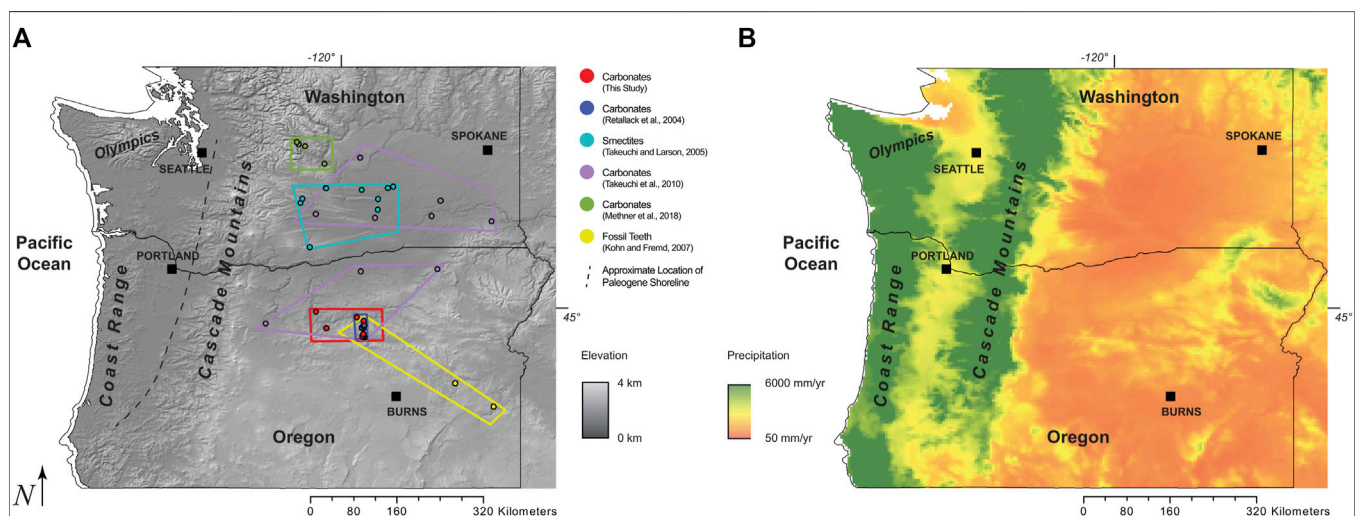 A
-120°
Washington
Olympics
SEATTLE
SPOKANE
Cascade Mountains
Pacific
Ocean
PORTLAND
Coast Range
45°
BURNS
Oregon
N
0 80 160 320 Kilometers
Carbonates
(This Study)
Carbonates
(Retallack et al., 2004)
Smectites
(Takeuchi and Larson, 2005)
Carbonates
(Takeuchi et al., 2010)
Carbonates
(Methner et al., 2018)
Fossil Teeth
(Kohn and Fremd, 2007)
Approximate Location of
Paleogene Shoreline
Elevation
4 km
0 km
B
-120°
Washington
Olympics
SEATTLE
SPOKANE
Cascade Mountains
Pacific
Ocean
PORTLAND
Coast Range
45°
Precipitation
6000 mm/yr
50 mm/yr
BURNS
Oregon
0 80 160 320 Kilometers